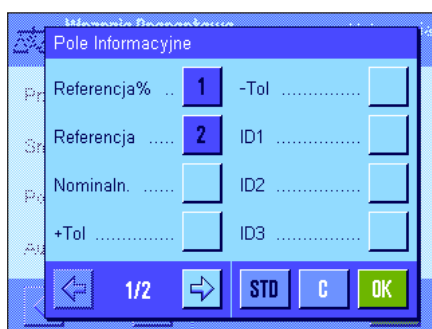 Pole Informacyjne
Referencja% .. 1
-Tol ...............
Referencja ..... 2
ID1 ................
Nominaln. ......
ID2 ................
+Tol ..............
ID3 ................
1/2
STD
C
OK